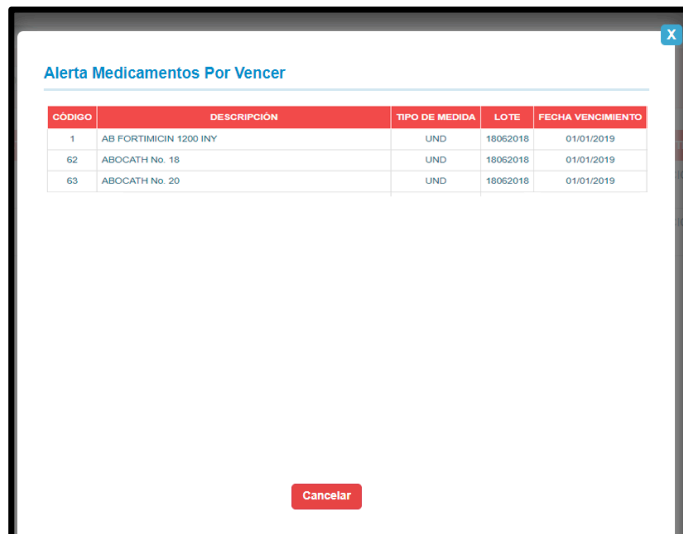 X
Alerta Medicamentos Por Vencer
CÓDIGO DESCRIPCIÓN TIPO DE MEDIDA LOTE FECHA VENCIMIENTO
1 AB FORTIMICIN 1200 INY UND 18062018 01/01/2019
62 ABOCATH No. 18 UND 18062018 01/01/2019
63 ABOCATH No. 20 UND 18062018 01/01/2019
Cancelar